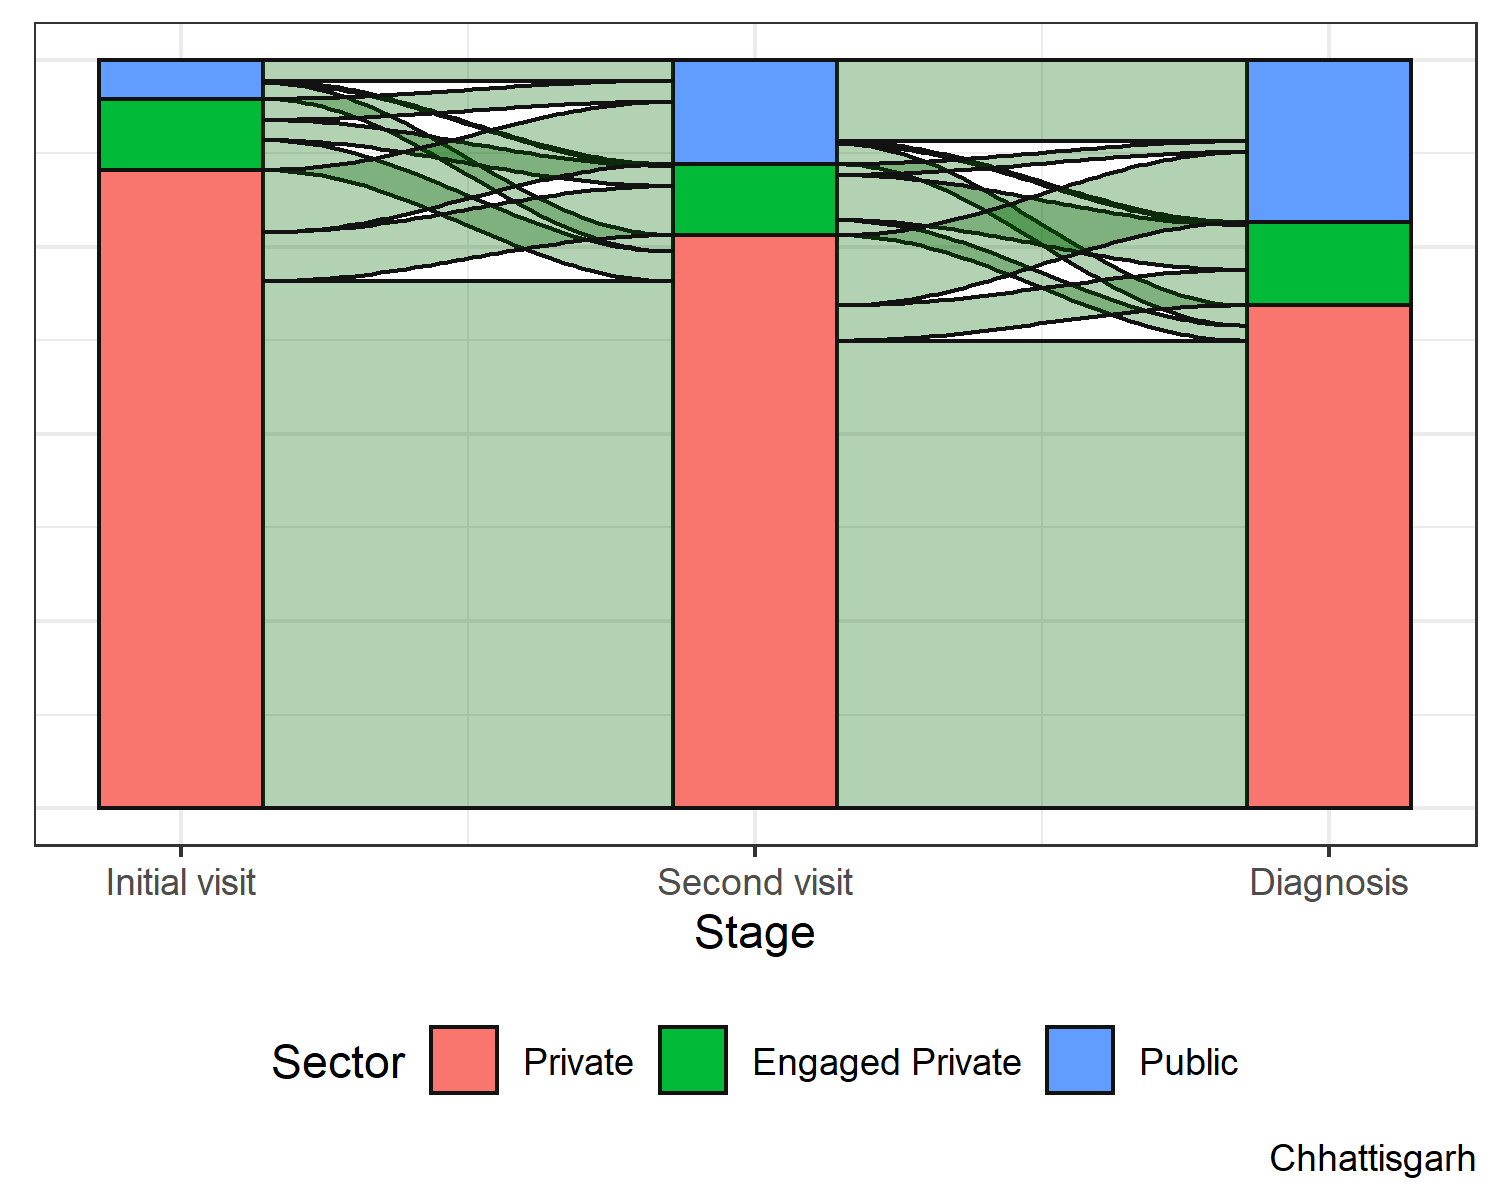 Initial visit Second visit Diagnosis
Stage
Sector Private Engaged Private Public
Chhattisgarh